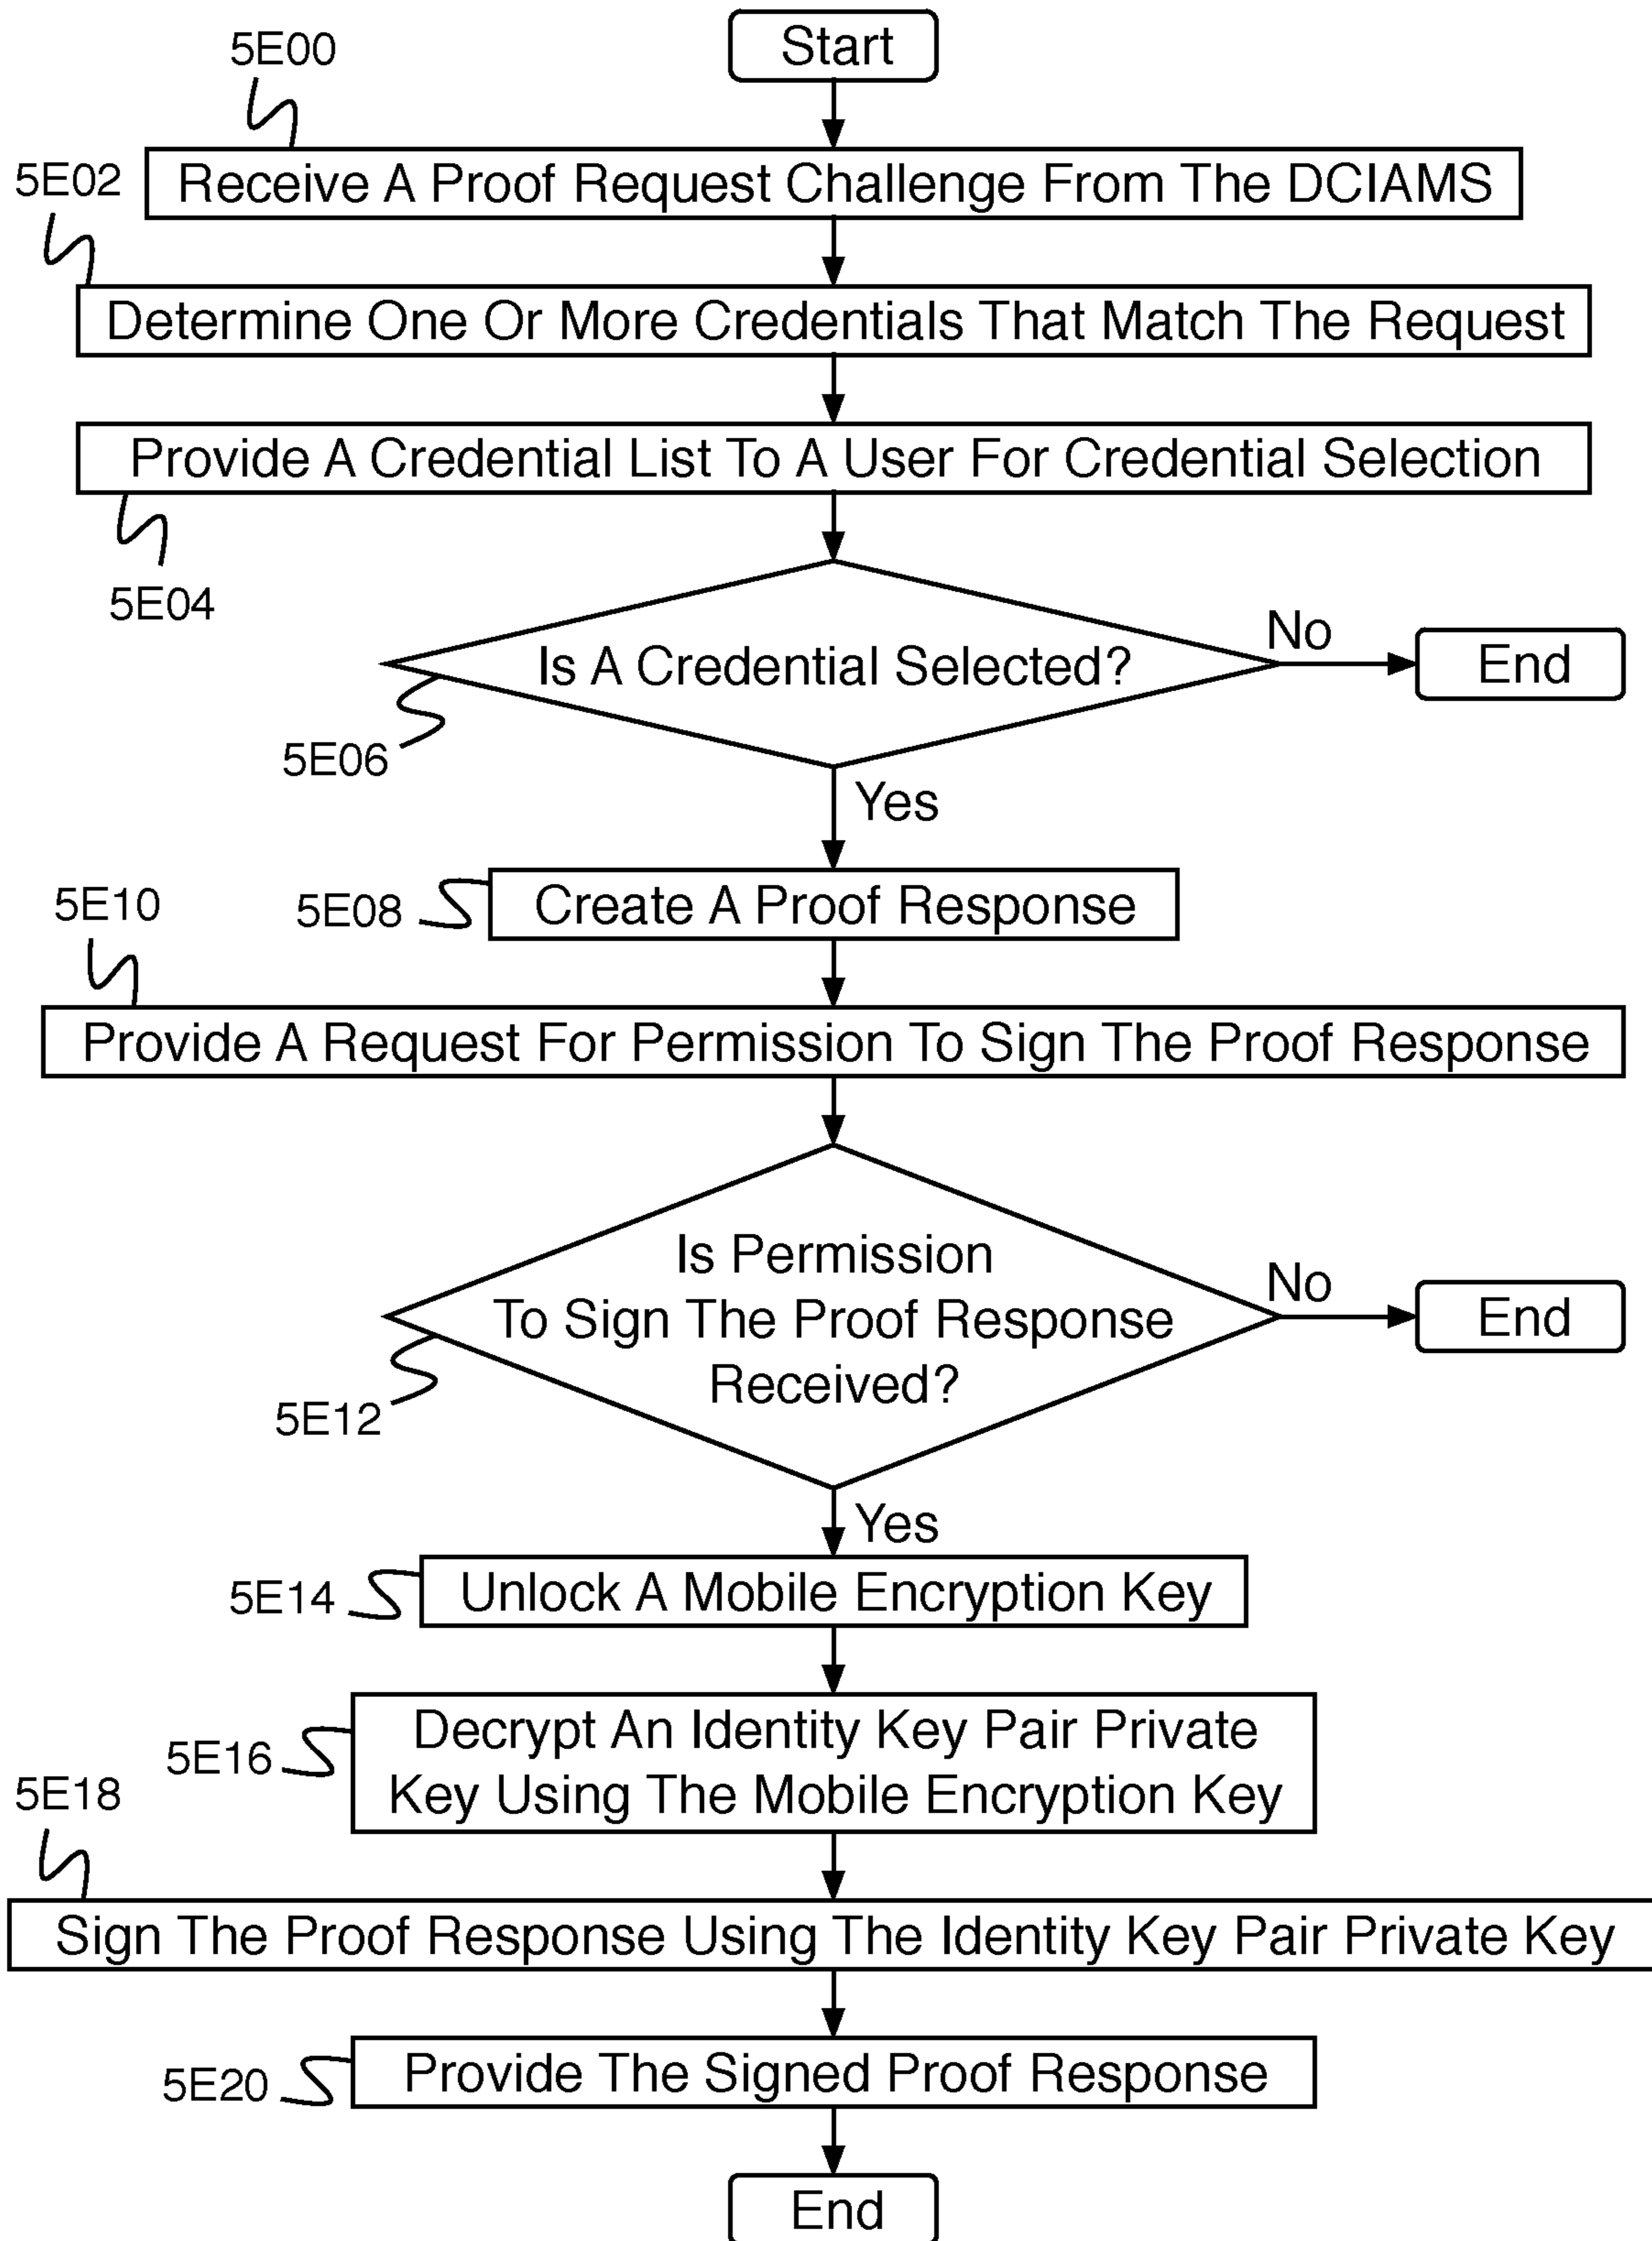 Start
5E00
Receive A Proof Request Challenge From The DCIAMS
5E02
Determine One Or More Credentials That Match The Request
Provide A Credential List To A User For Credential Selection
5E04
Is A Credential Selected?
No
End
5E06
Yes
5E08
Create A Proof Response
5E10
Provide A Request For Permission To Sign The Proof Response
Is Permission
To Sign The Proof Response
Received?
No
End
5E12
Yes
5E14
Unlock A Mobile Encryption Key
5E16
Decrypt An Identity Key Pair Private
Key Using The Mobile Encryption Key
5E18
Sign The Proof Response Using The Identity Key Pair Private Key
5E20
Provide The Signed Proof Response
End